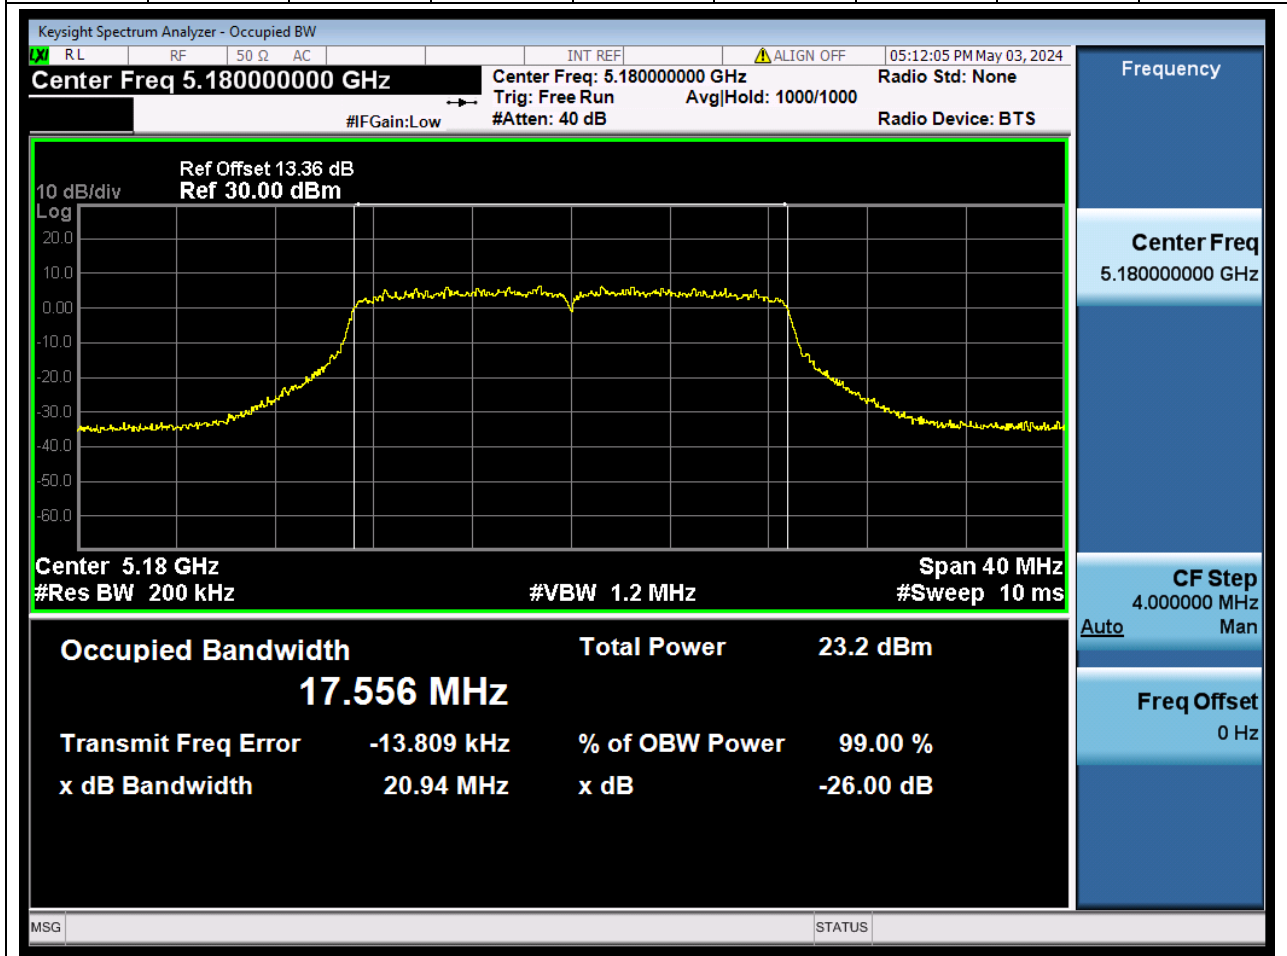 Keysight Spectrum Analyzer - Occupied BW
LXI RL RF 50 Ω AC INT REF ALIGN OFF 05:12:05 PM May 03, 2024
Center Freq 5.180000000 GHz
Center Freq: 5.180000000 GHz
Radio Std: None
Trig: Free Run Avg|Hold: 1000/1000
#IFGain:Low
#Atten: 40 dB
Radio Device: BTS
Ref Offset 13.36 dB
10 dB/div Ref 30.00 dBm
Log
20.0
10.0
0.00
-10.0
-20.0
-30.0
-40.0
-50.0
-60.0
Center 5.18 GHz Span 40 MHz
#Res BW 200 kHz #VBW 1.2 MHz #Sweep 10 ms
Occupied Bandwidth Total Power 23.2 dBm
17.556 MHz
Transmit Freq Error -13.809 kHz % of OBW Power 99.00 %
x dB Bandwidth 20.94 MHz x dB -26.00 dB
MSG STATUS
Frequency
Center Freq
5.180000000 GHz
CF Step
4.000000 MHz
Auto Man
Freq Offset
0 Hz